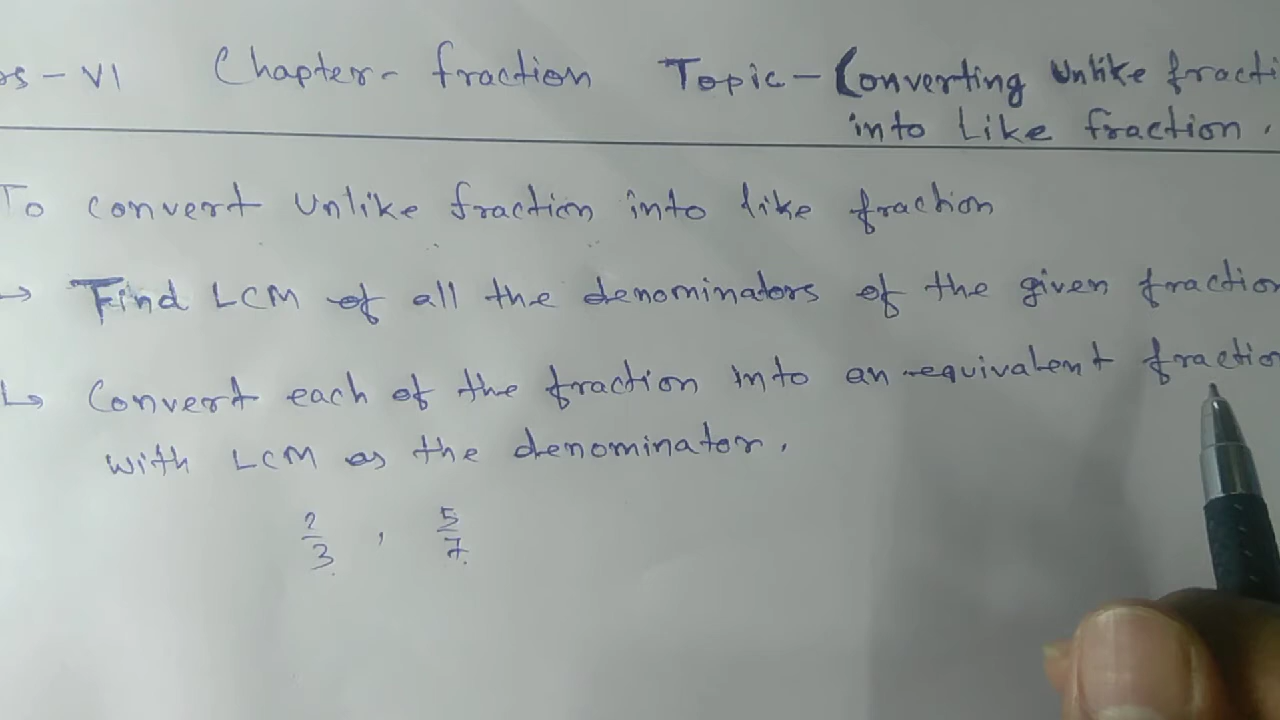 ss - VI Chapter - fraction Topic - Converting Unlike fracti
into Like fraction.
To convert Unlike fraction into like fraction
→ Find LCM of all the denominators of the given fraction
↳ Convert each of the fraction into an equivalent fractio
with LCM as the denominator.
2/3 , 5/7